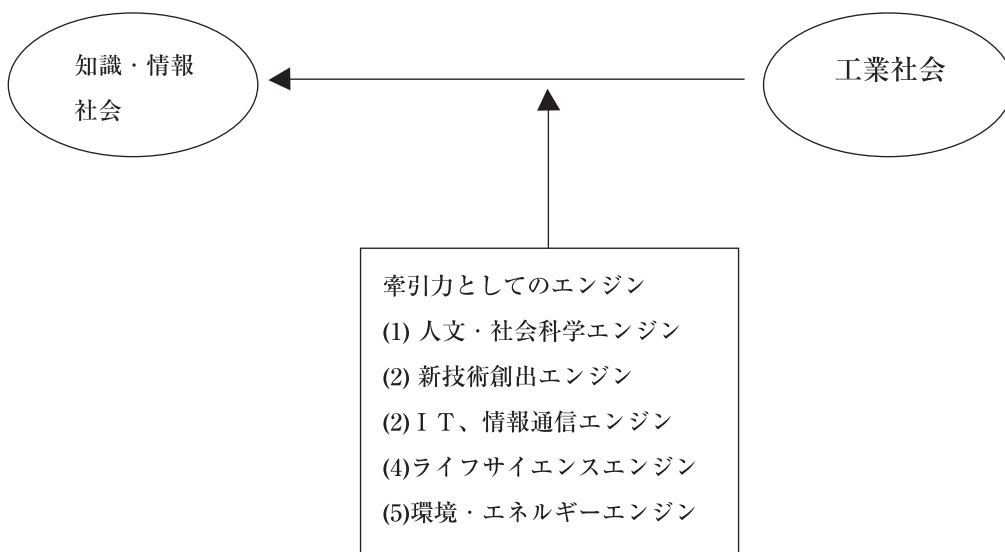 知識・情報
社会
工業社会
牽引力としてのエンジン
(1) 人文・社会科学エンジン
(2) 新技術創出エンジン
(2)ＩＴ、情報通信エンジン
(4)ライフサイエンスエンジン
(5)環境・エネルギーエンジン